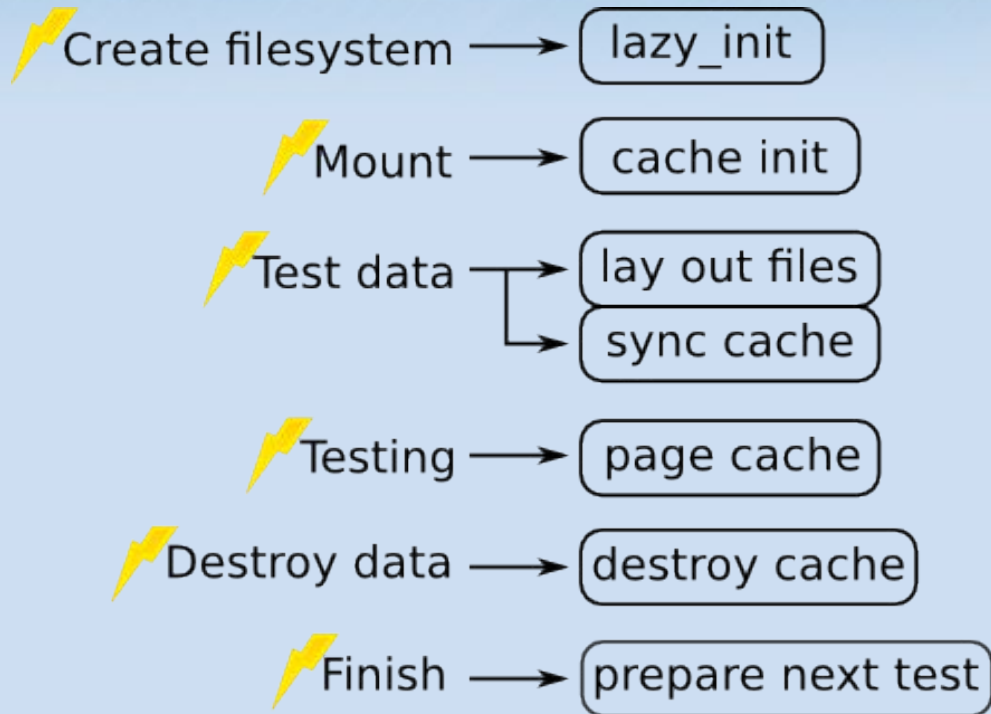 Create filesystem lazy_init
Mount cache init
Test data lay out files
sync cache
Testing page cache
Destroy data destroy cache
Finish prepare next test